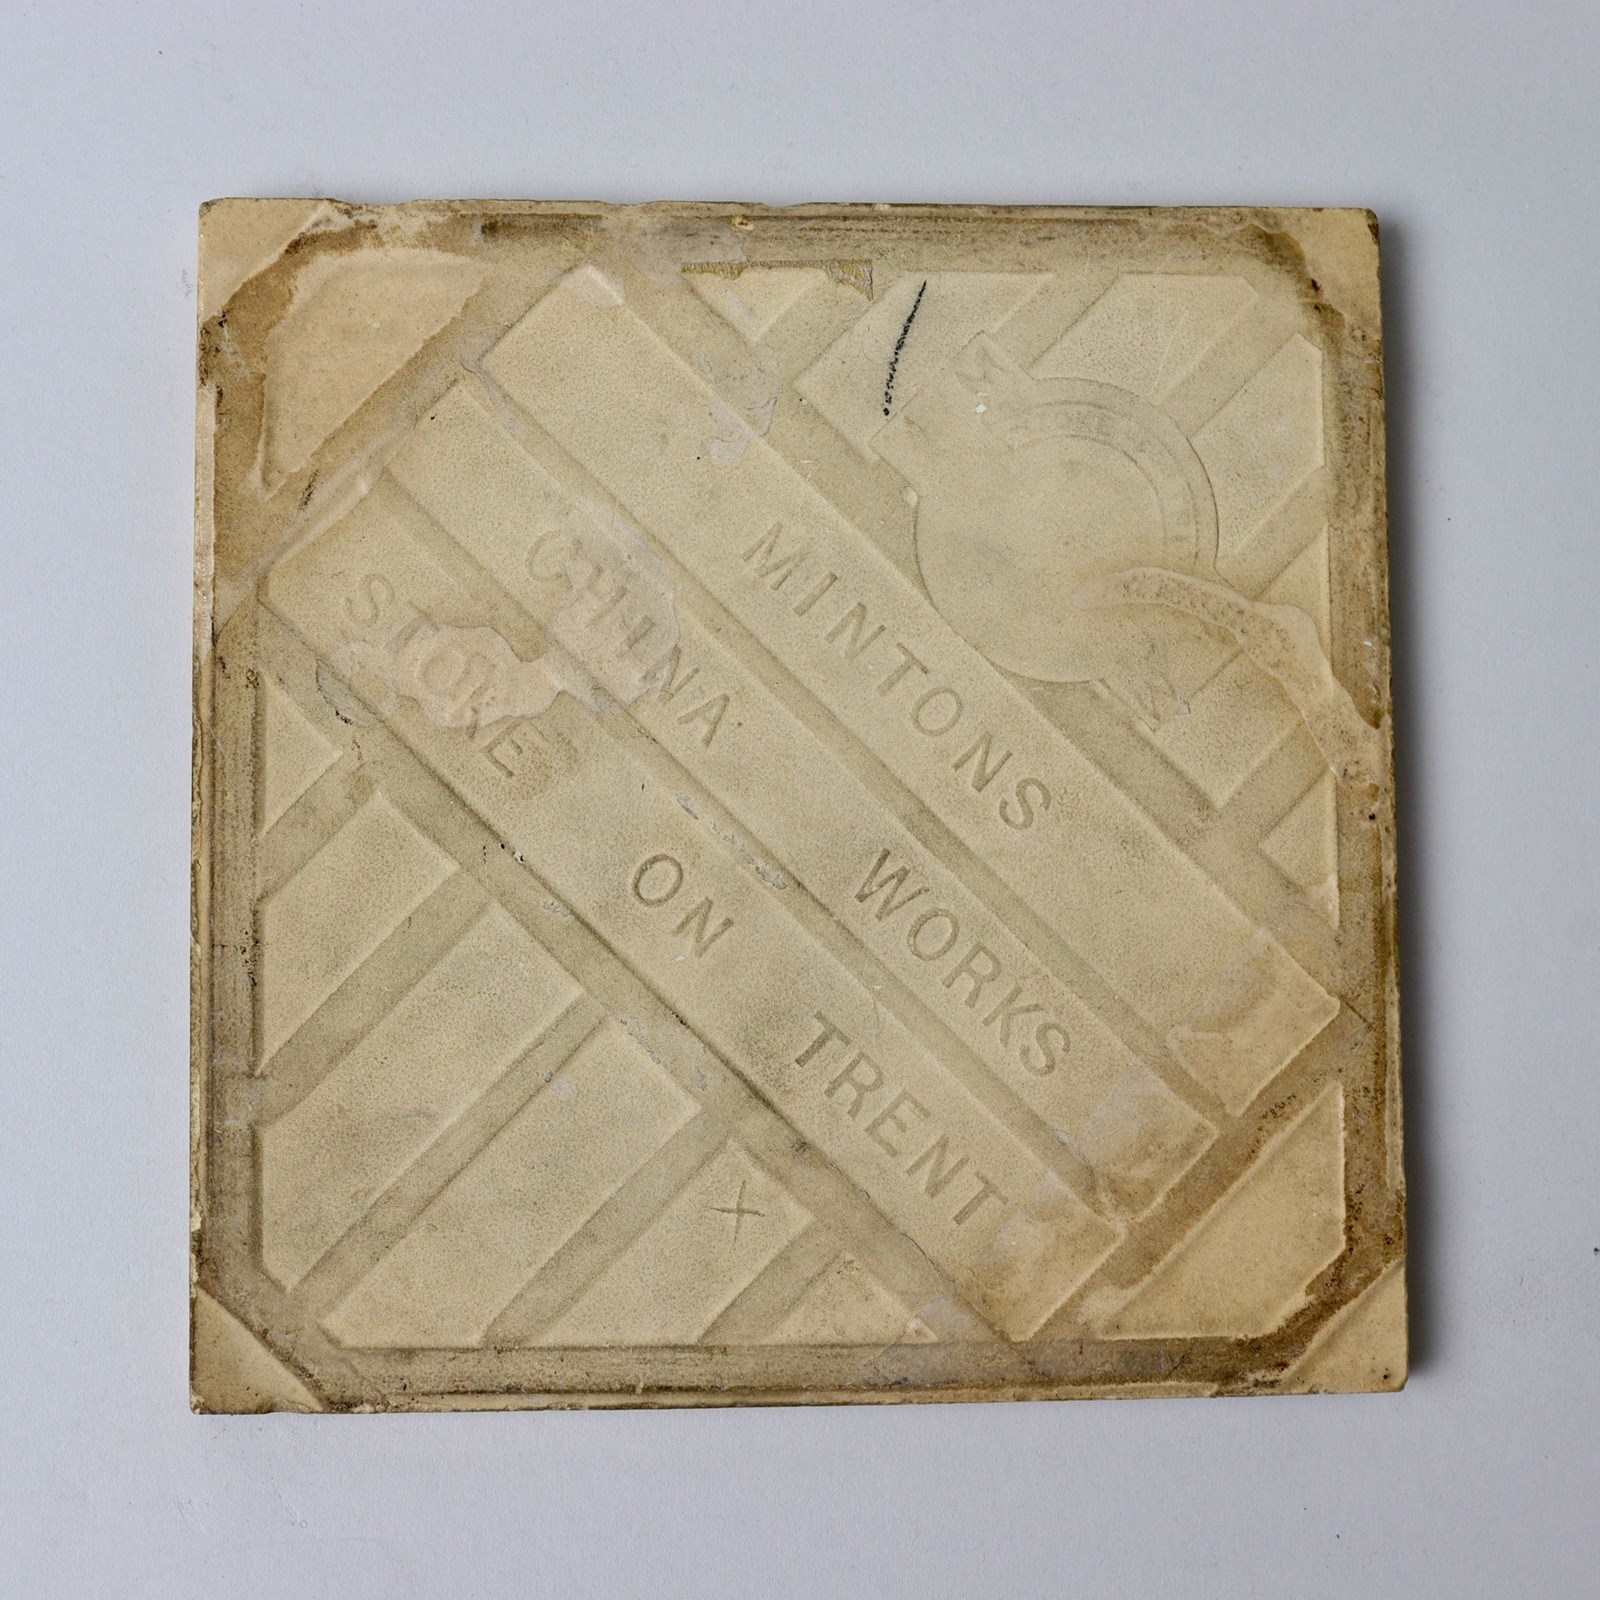 MINTONS
CHINA WORKS
STOKE ON TRENT
X